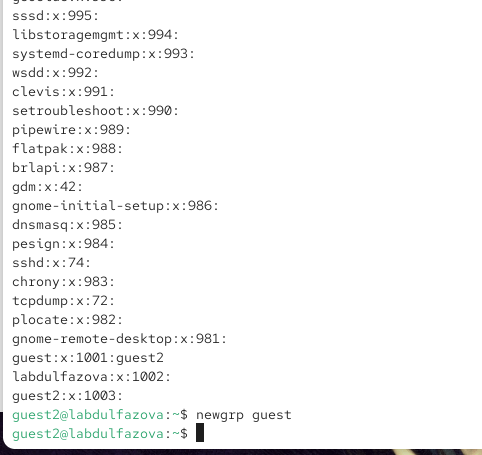 sssd:x:995:
libstoragemgmt:x:994:
systemd-coredump:x:993:
wsdd:x:992:
clevis:x:991:
setroubleshoot:x:990:
pipewire:x:989:
flatpak:x:988:
brlapi:x:987:
gdm:x:42:
gnome-initial-setup:x:986:
dnsmasq:x:985:
pesign:x:984:
sshd:x:74:
chrony:x:983:
tcpdump:x:72:
plocate:x:982:
gnome-remote-desktop:x:981:
guest:x:1001:guest2
labdulfazova:x:1002:
guest2:x:1003:
guest2@labdulfazova:~$ newgrp guest
guest2@labdulfazova:~$